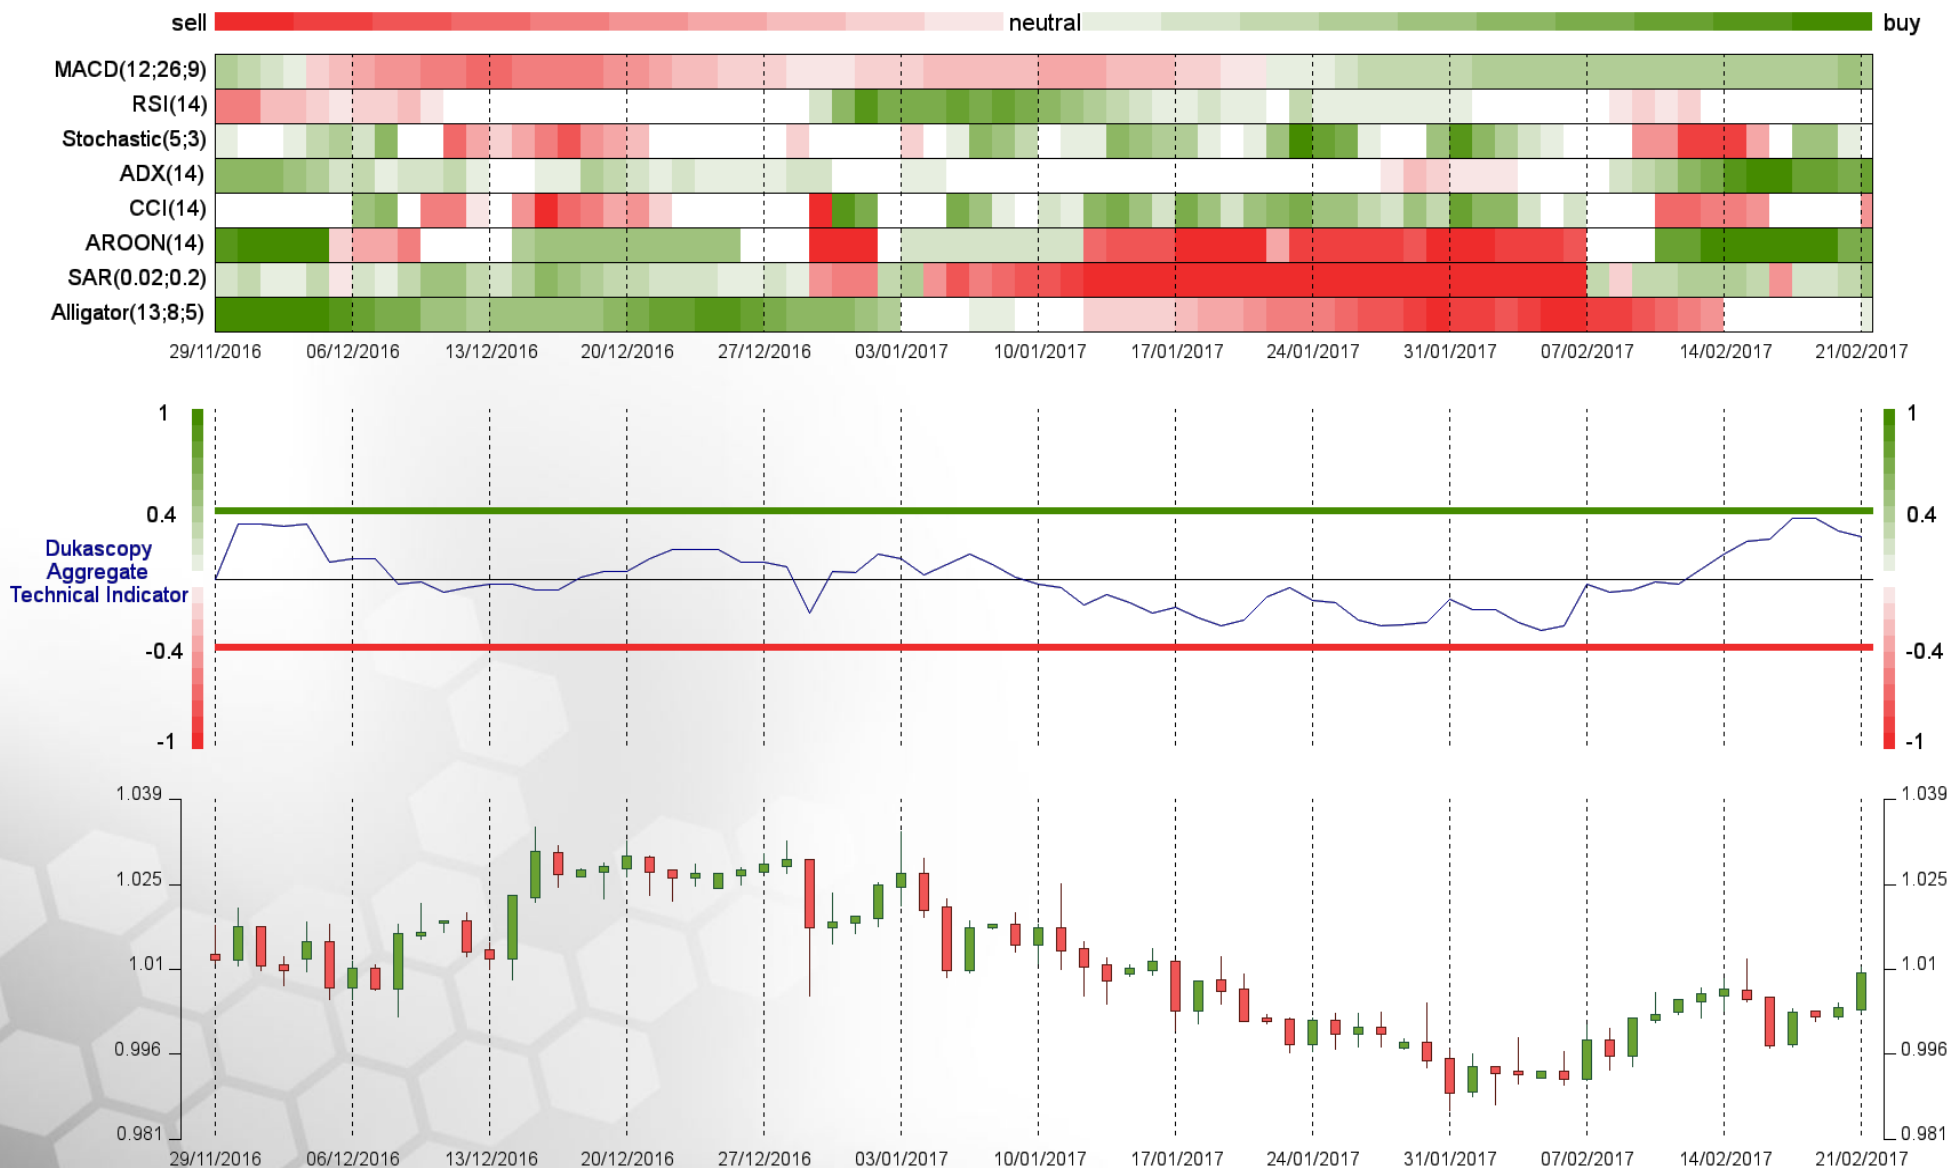 sell neutral buy
MACD(12;26;9)
RSI(14)
Stochastic(5;3)
ADX(14)
CCI(14)
AROON(14)
SAR(0.02;0.2)
Alligator(13;8;5)
29/11/2016 06/12/2016 13/12/2016 20/12/2016 27/12/2016 03/01/2017 10/01/2017 17/01/2017 24/01/2017 31/01/2017 07/02/2017 14/02/2017 21/02/2017
1 1
0.4 0.4
Dukascopy
Aggregate
Technical Indicator
-0.4 -0.4
-1 -1
1.039 1.039
1.025 1.025
1.01 1.01
0.996 0.996
0.981 0.981
29/11/2016 06/12/2016 13/12/2016 20/12/2016 27/12/2016 03/01/2017 10/01/2017 17/01/2017 24/01/2017 31/01/2017 07/02/2017 14/02/2017 21/02/2017